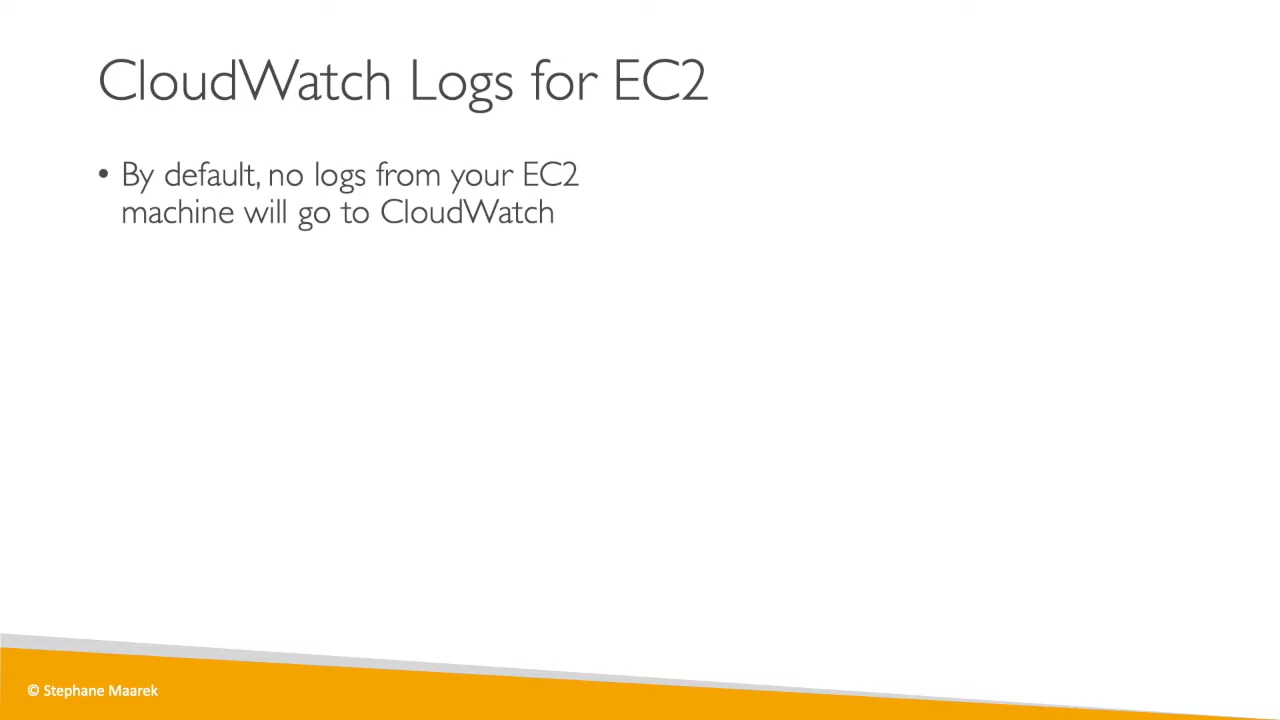 CloudWatch Logs for EC2
• By default, no logs from your EC2
machine will go to CloudWatch
© Stephane Maarek